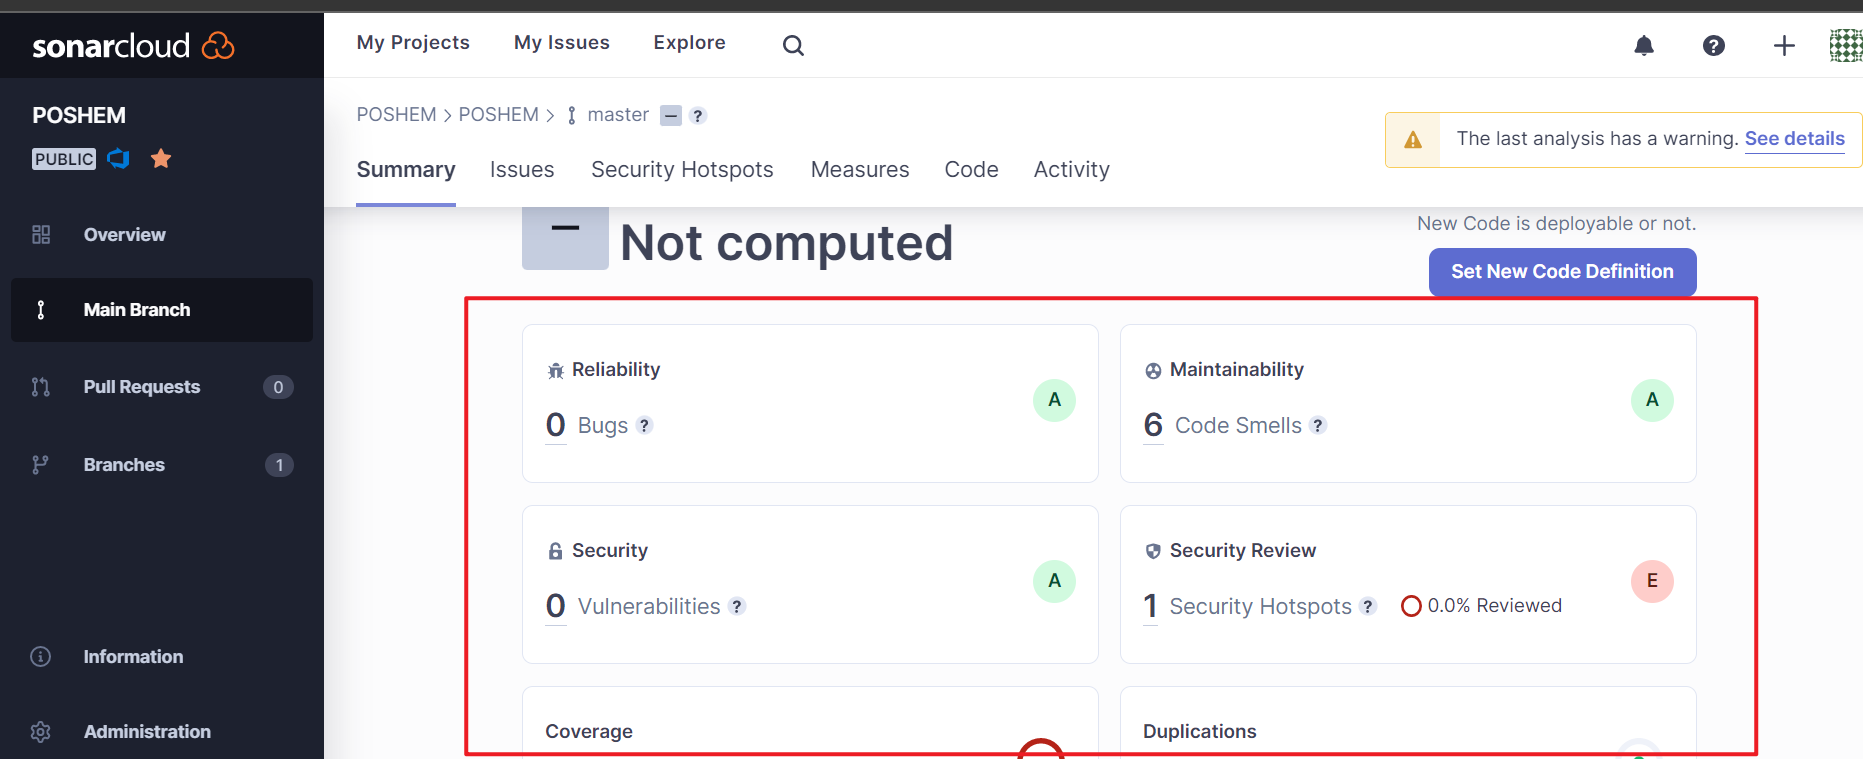 sonarcloud
My Projects My Issues Explore
POSHEM
PUBLIC
Overview
Main Branch
Pull Requests 0
Branches 1
Information
Administration
POSHEM > POSHEM > master — ?
The last analysis has a warning. See details
Summary Issues Security Hotspots Measures Code Activity
Not computed
New Code is deployable or not.
Set New Code Definition
Reliability
0 Bugs ?
A
Maintainability
6 Code Smells ?
A
Security
0 Vulnerabilities ?
A
Security Review
1 Security Hotspots ? 0.0% Reviewed
E
Coverage
Duplications